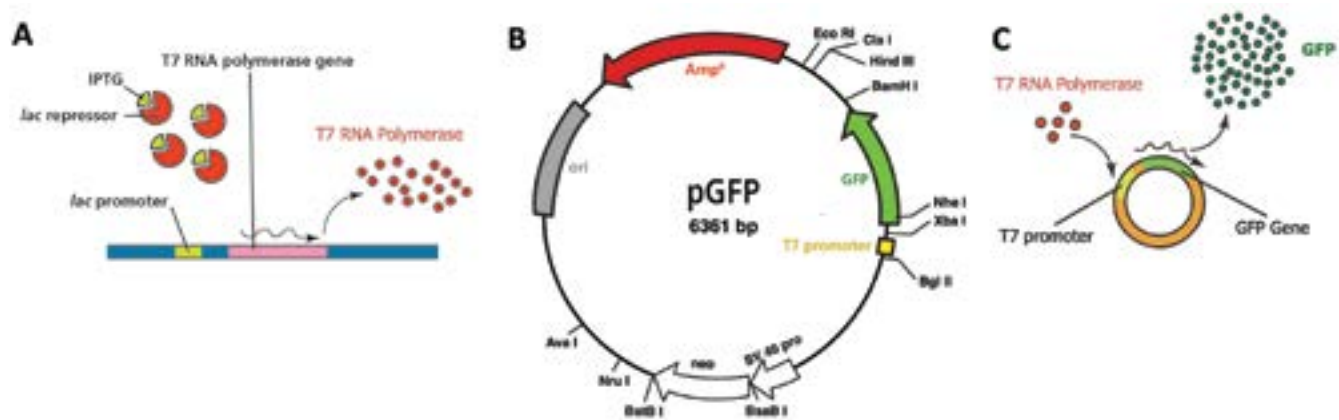 A
T7 RNA polymerase gene
IPTG
lac repressor
T7 RNA Polymerase
lac promoter
B
Eco RI
Cla I
Hind III
BamH I
Ampᴿ
ori
GFP
pGFP
6361 bp
Nhe I
Xba I
T7 promoter
Bgl II
Ava I
Nru I
BstB I
neo
SV 40 pro
BsaB I
C
GFP
T7 RNA Polymerase
T7 promoter
GFP Gene